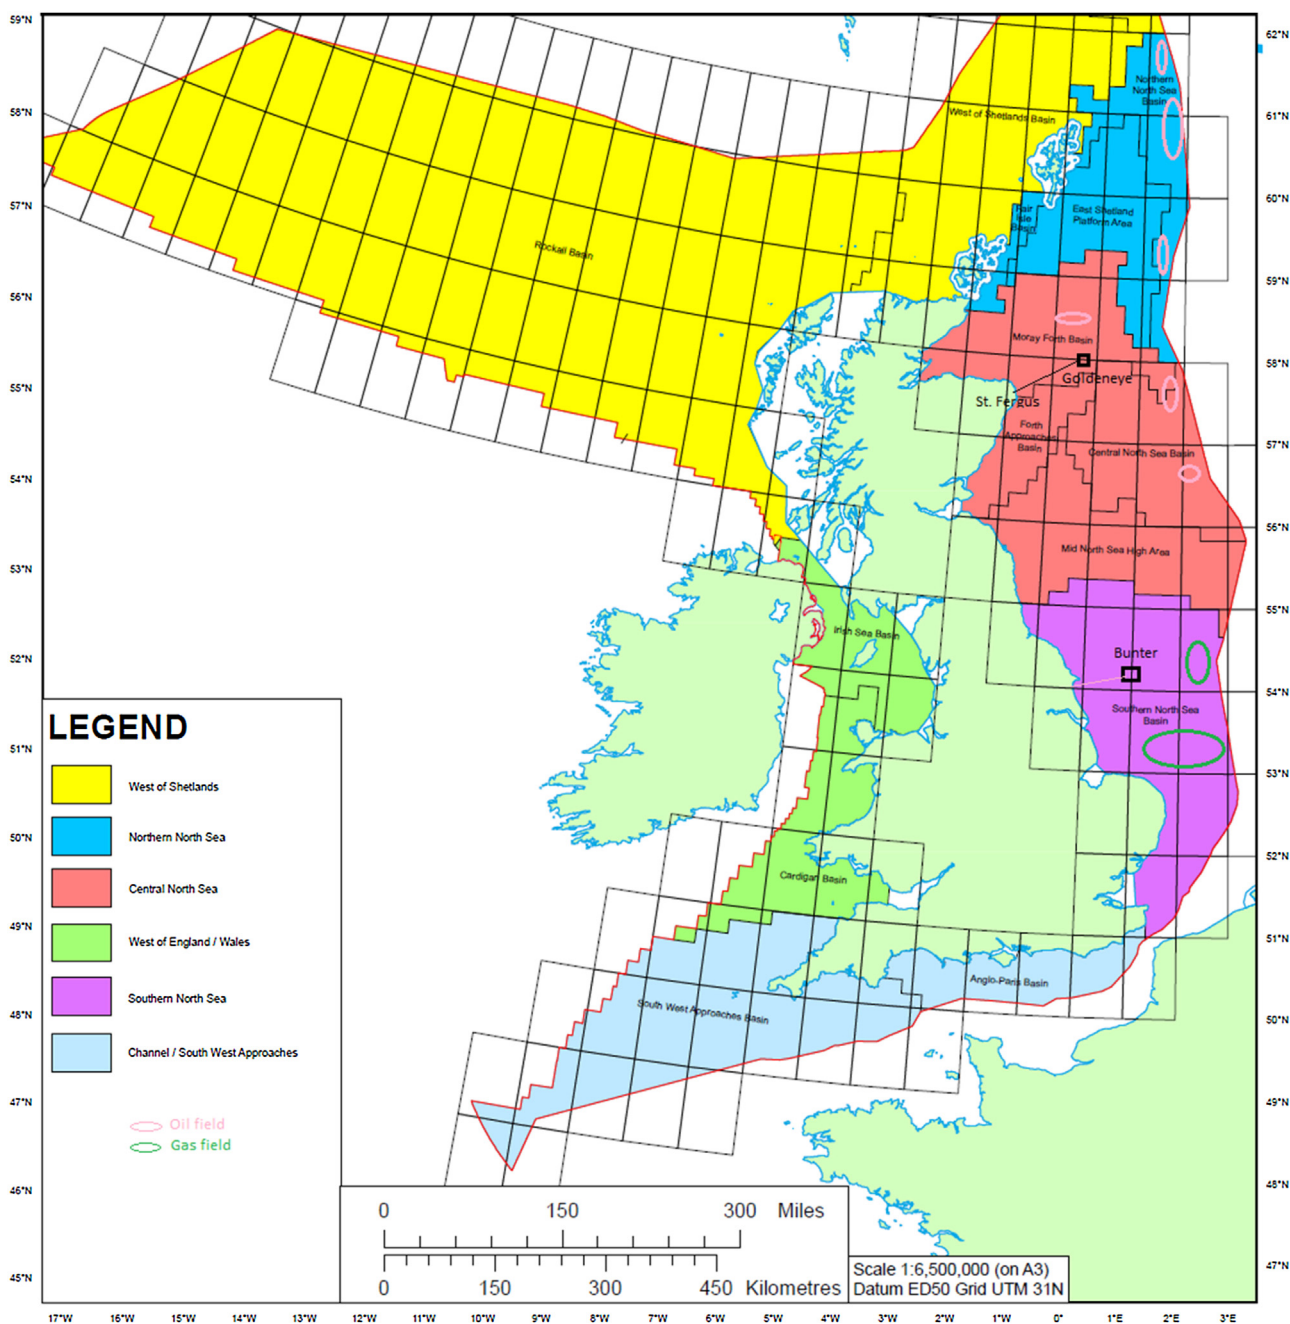 59°N
58°N
57°N
56°N
55°N
54°N
53°N
52°N
51°N
50°N
49°N
48°N
47°N
46°N
45°N
62°N
61°N
60°N
59°N
58°N
57°N
56°N
55°N
54°N
53°N
52°N
51°N
50°N
49°N
48°N
47°N
Northern
North Sea
Basin
West of Shetlands Basin
Fair
Isle
Basin
East Shetland
Platform Area
Rockall Basin
Moray Forth Basin
Goldeneye
St. Fergus
Forth
Approaches
Basin
Central North Sea Basin
Mid North Sea High Area
Irish Sea Basin
Bunter
Southern North Sea
Basin
Cardigan Basin
Anglo-Paris Basin
South West Approaches Basin
LEGEND
West of Shetlands
Northern North Sea
Central North Sea
West of England / Wales
Southern North Sea
Channel / South West Approaches
Oil field
Gas field
0 150 300 Miles
0 150 300 450 Kilometres
Scale 1:6,500,000 (on A3)
Datum ED50 Grid UTM 31N
17°W 16°W 15°W 14°W 13°W 12°W 11°W 10°W 9°W 8°W 7°W 6°W 5°W 4°W 3°W 2°W 1°W 0° 1°E 2°E 3°E